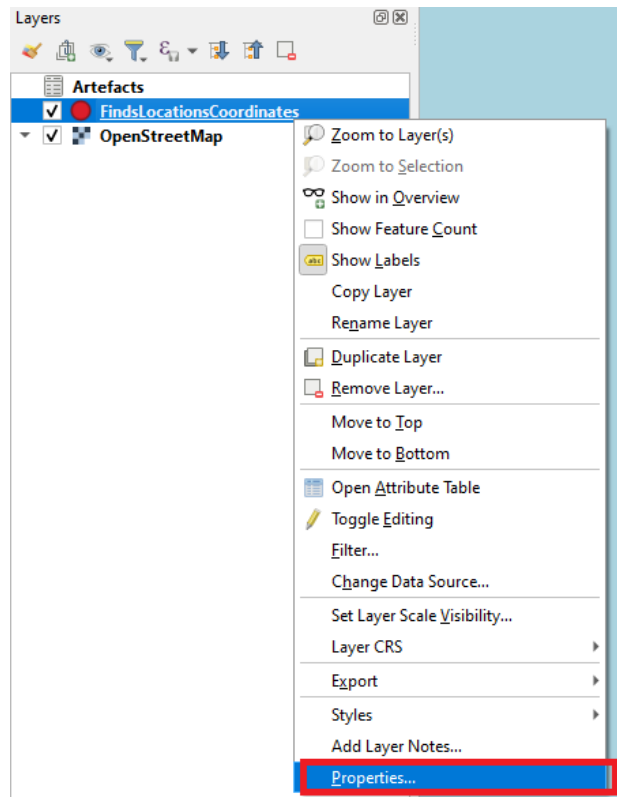 Layers
Artefacts
FindsLocationsCoordinates
OpenStreetMap
Zoom to Layer(s)
Zoom to Selection
Show in Overview
Show Feature Count
abc Show Labels
Copy Layer
Rename Layer
Duplicate Layer
Remove Layer...
Move to Top
Move to Bottom
Open Attribute Table
Toggle Editing
Filter...
Change Data Source...
Set Layer Scale Visibility...
Layer CRS
Export
Styles
Add Layer Notes...
Properties...